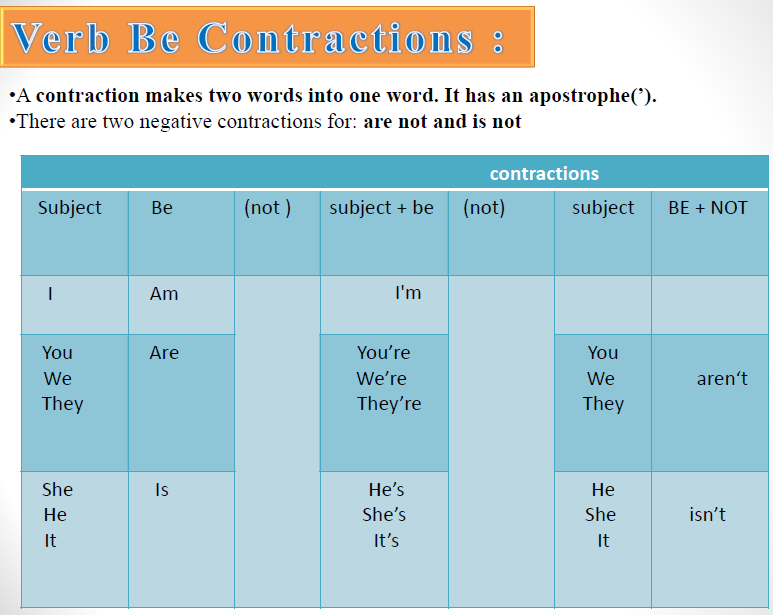 Verb Be Contractions :
•A contraction makes two words into one word. It has an apostrophe(’).
•There are two negative contractions for: are not and is not
contractions
Subject Be (not ) subject + be (not) subject BE + NOT
I Am I'm
You Are You’re You
We We’re We aren‘t
They They’re They
She Is He’s He
He She’s She isn’t
It It’s It